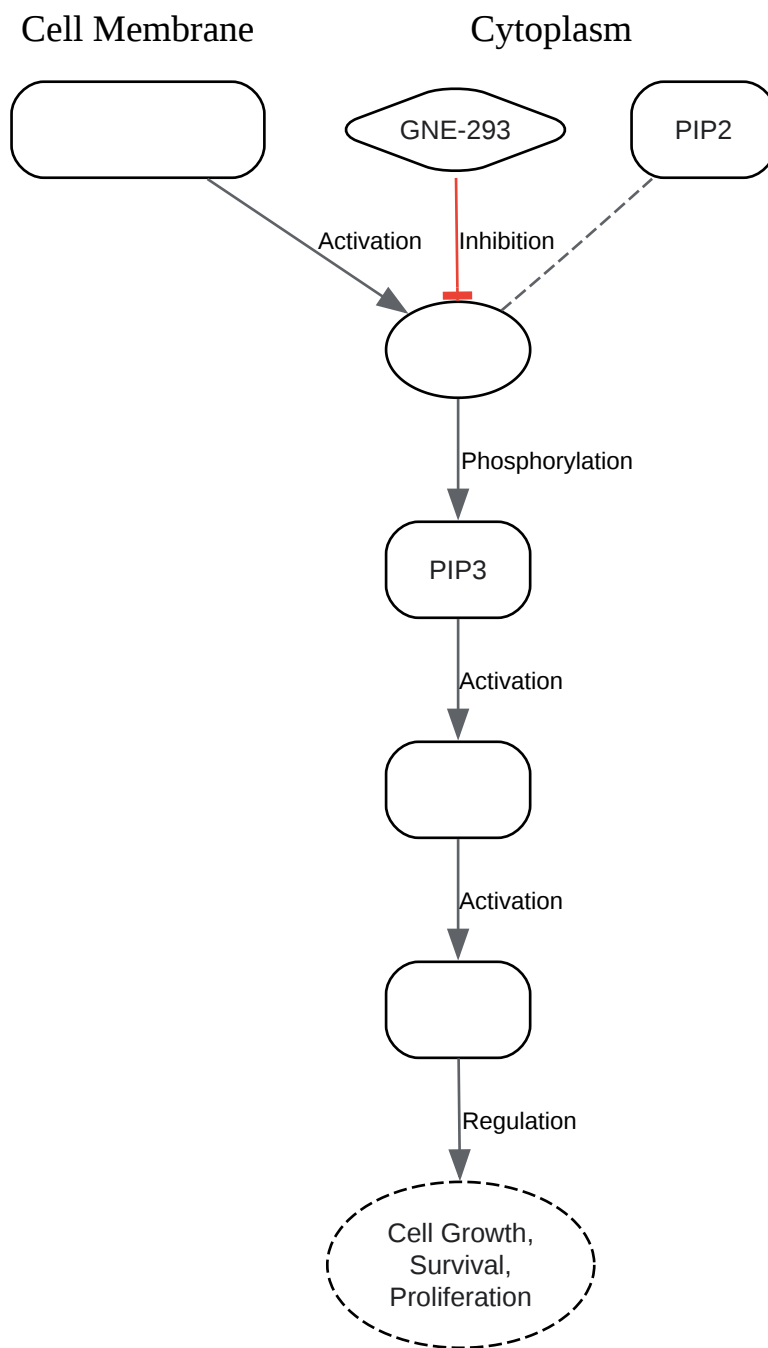 Cell Membrane
Cytoplasm
GNE-293
PIP2
Activation
Inhibition
Phosphorylation
PIP3
Activation
Activation
Regulation
Cell Growth,
Survival,
Proliferation